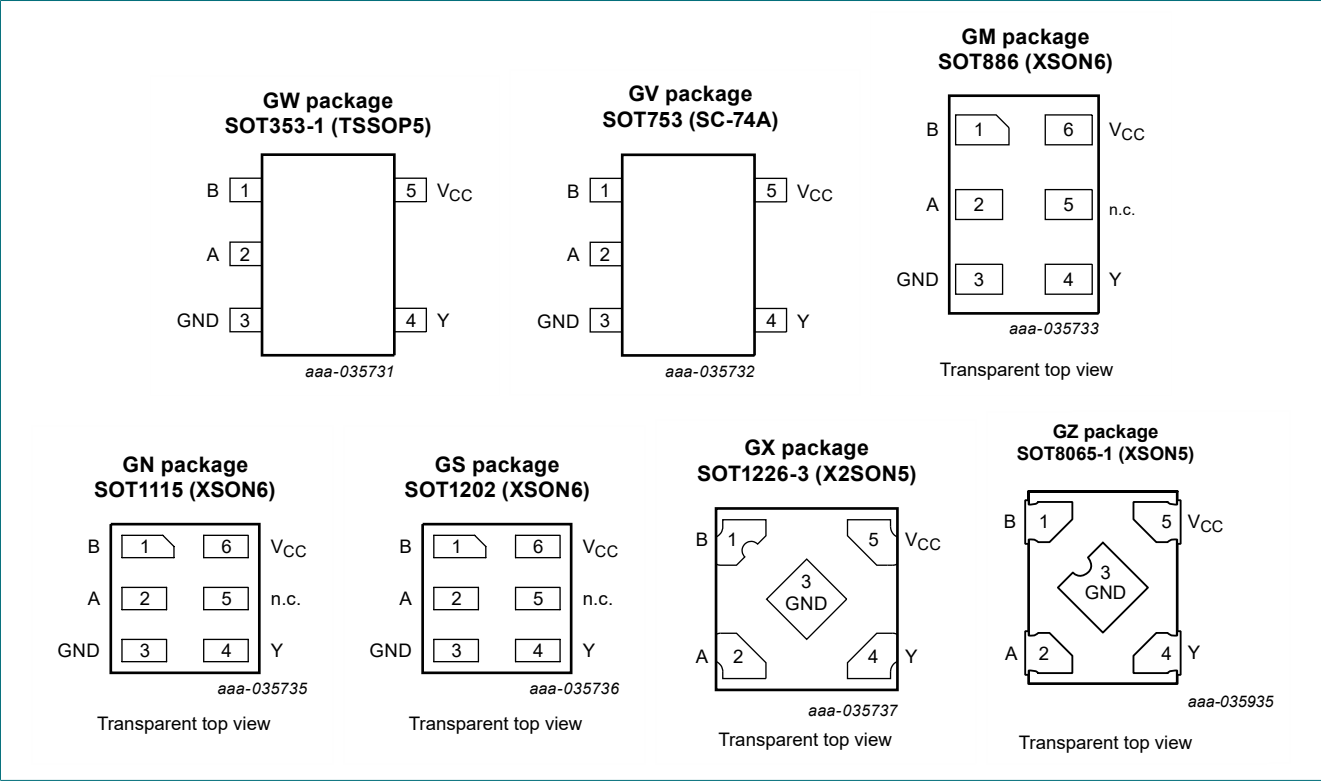 GW package
SOT353-1 (TSSOP5)
B 1
5 VCC
A 2
GND 3
4 Y
aaa-035731
GV package
SOT753 (SC-74A)
B 1
5 VCC
A 2
GND 3
4 Y
aaa-035732
GM package
SOT886 (XSON6)
B 1 6 VCC
A 2 5 n.c.
GND 3 4 Y
aaa-035733
Transparent top view
GN package
SOT1115 (XSON6)
B 1 6 VCC
A 2 5 n.c.
GND 3 4 Y
aaa-035735
Transparent top view
GS package
SOT1202 (XSON6)
B 1 6 VCC
A 2 5 n.c.
GND 3 4 Y
aaa-035736
Transparent top view
GX package
SOT1226-3 (X2SON5)
B 1 5 VCC
3
GND
A 2 4 Y
aaa-035737
Transparent top view
GZ package
SOT8065-1 (XSON5)
B 1 5 VCC
3
GND
A 2 4 Y
aaa-035935
Transparent top view